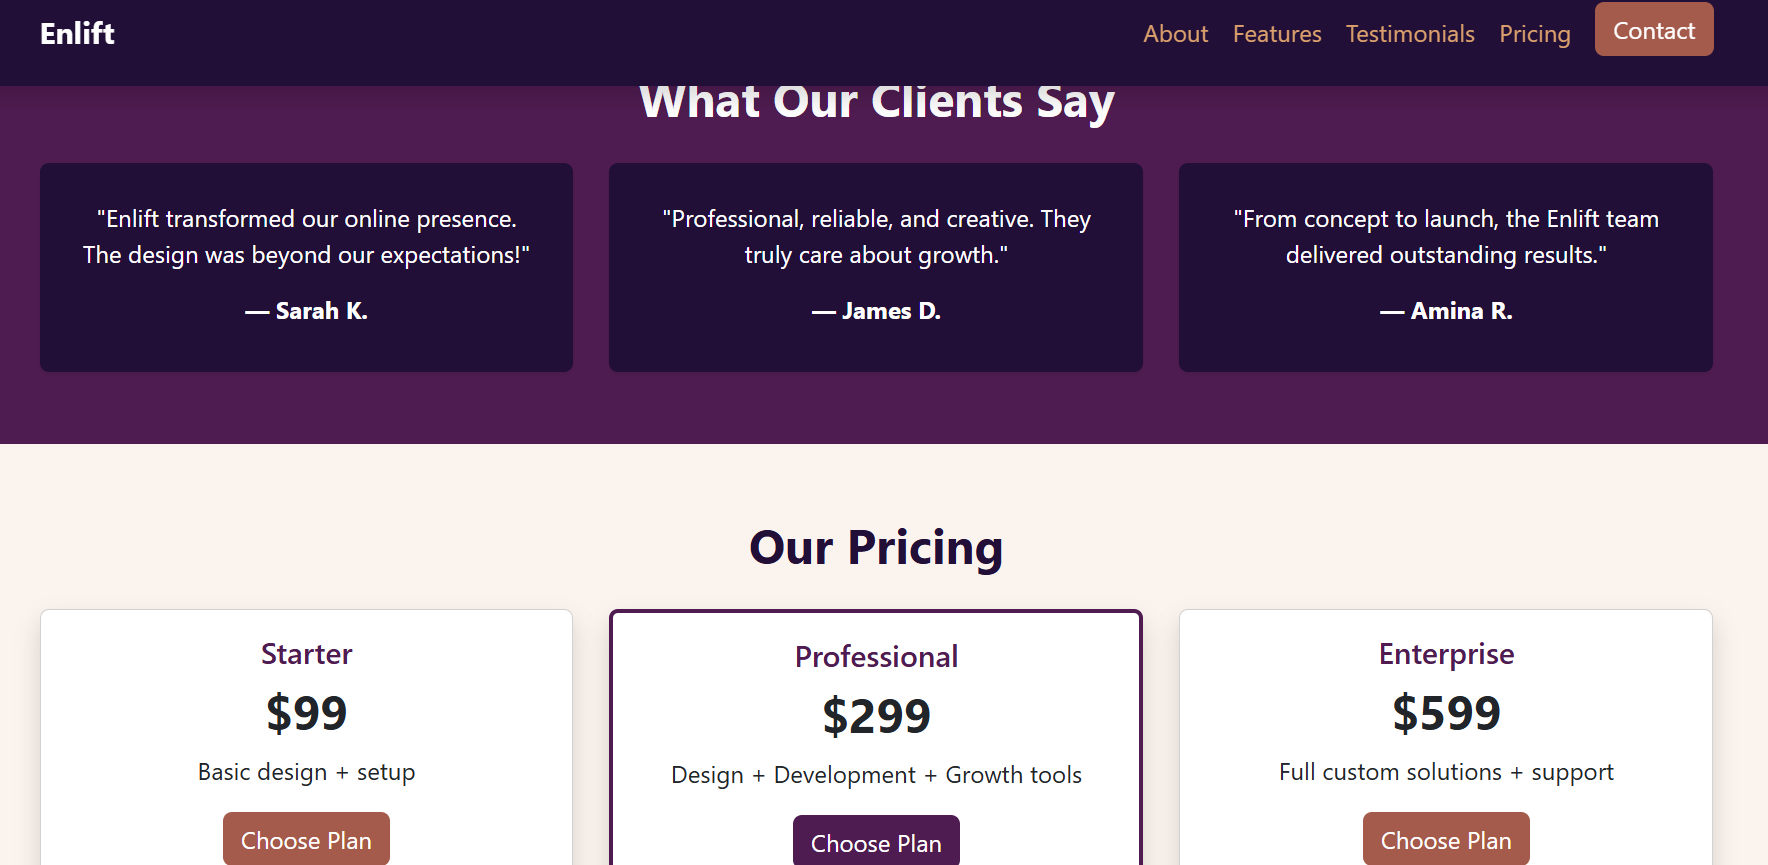 Enlift
About Features Testimonials Pricing Contact
What Our Clients Say
"Enlift transformed our online presence.
The design was beyond our expectations!"
— Sarah K.
"Professional, reliable, and creative. They
truly care about growth."
— James D.
"From concept to launch, the Enlift team
delivered outstanding results."
— Amina R.
Our Pricing
Starter
$99
Basic design + setup
Choose Plan
Professional
$299
Design + Development + Growth tools
Choose Plan
Enterprise
$599
Full custom solutions + support
Choose Plan